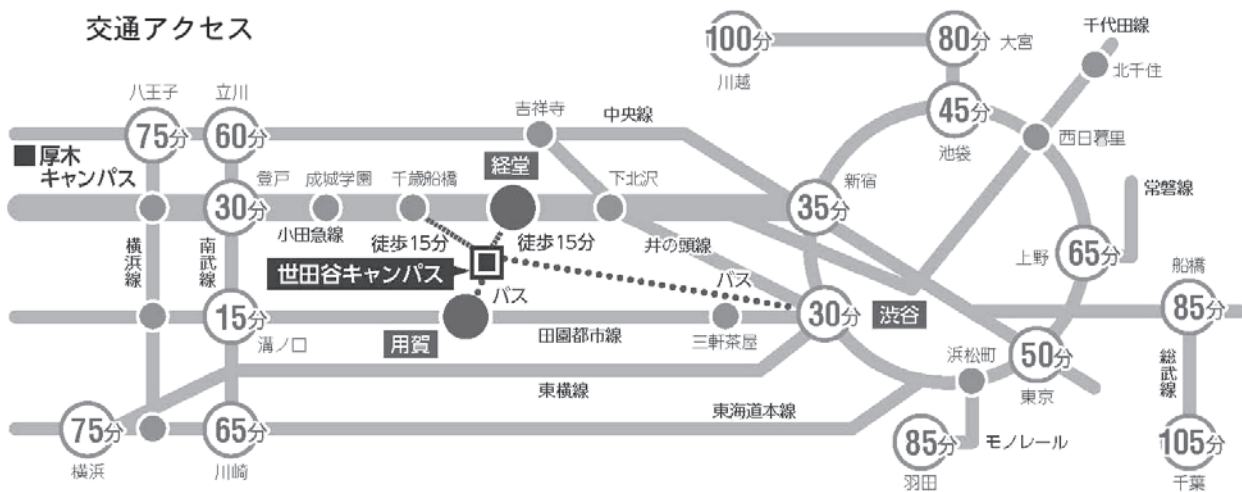 交通アクセス
100分
川越
80分
大宮
千代田線
北千住
八王子
75分
立川
60分
吉祥寺
中央線
45分
池袋
西日暮里
■厚木
キャンパス
経堂
登戸
30分
成城学園
千歳船橋
下北沢
35分
新宿
常磐線
小田急線
徒歩15分
徒歩15分
井の頭線
横浜線
南武線
世田谷キャンパス
バス
バス
上野
65分
船橋
85分
15分
溝ノ口
用賀
田園都市線
三軒茶屋
30分
渋谷
浜松町
50分
東京
総武線
東横線
東海道本線
75分
横浜
65分
川崎
85分
羽田
モノレール
105分
千葉